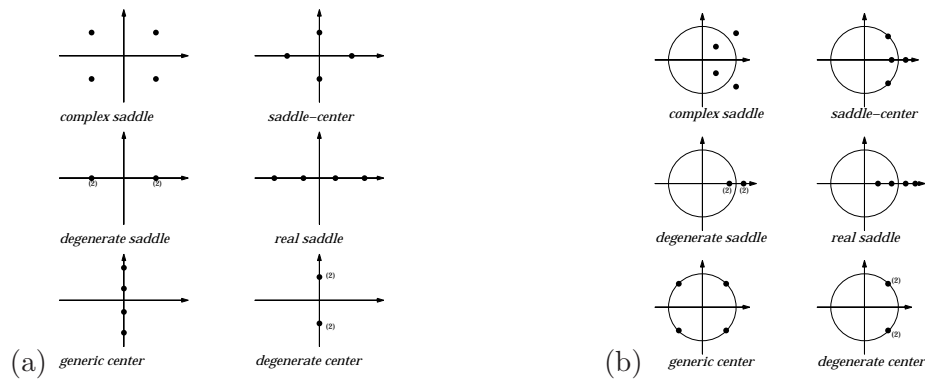 complex saddle
saddle–center
(2)
(2)
degenerate saddle
real saddle
(2)
(2)
generic center
degenerate center
(a)
complex saddle
saddle–center
(2)
(2)
degenerate saddle
real saddle
(2)
(2)
generic center
degenerate center
(b)